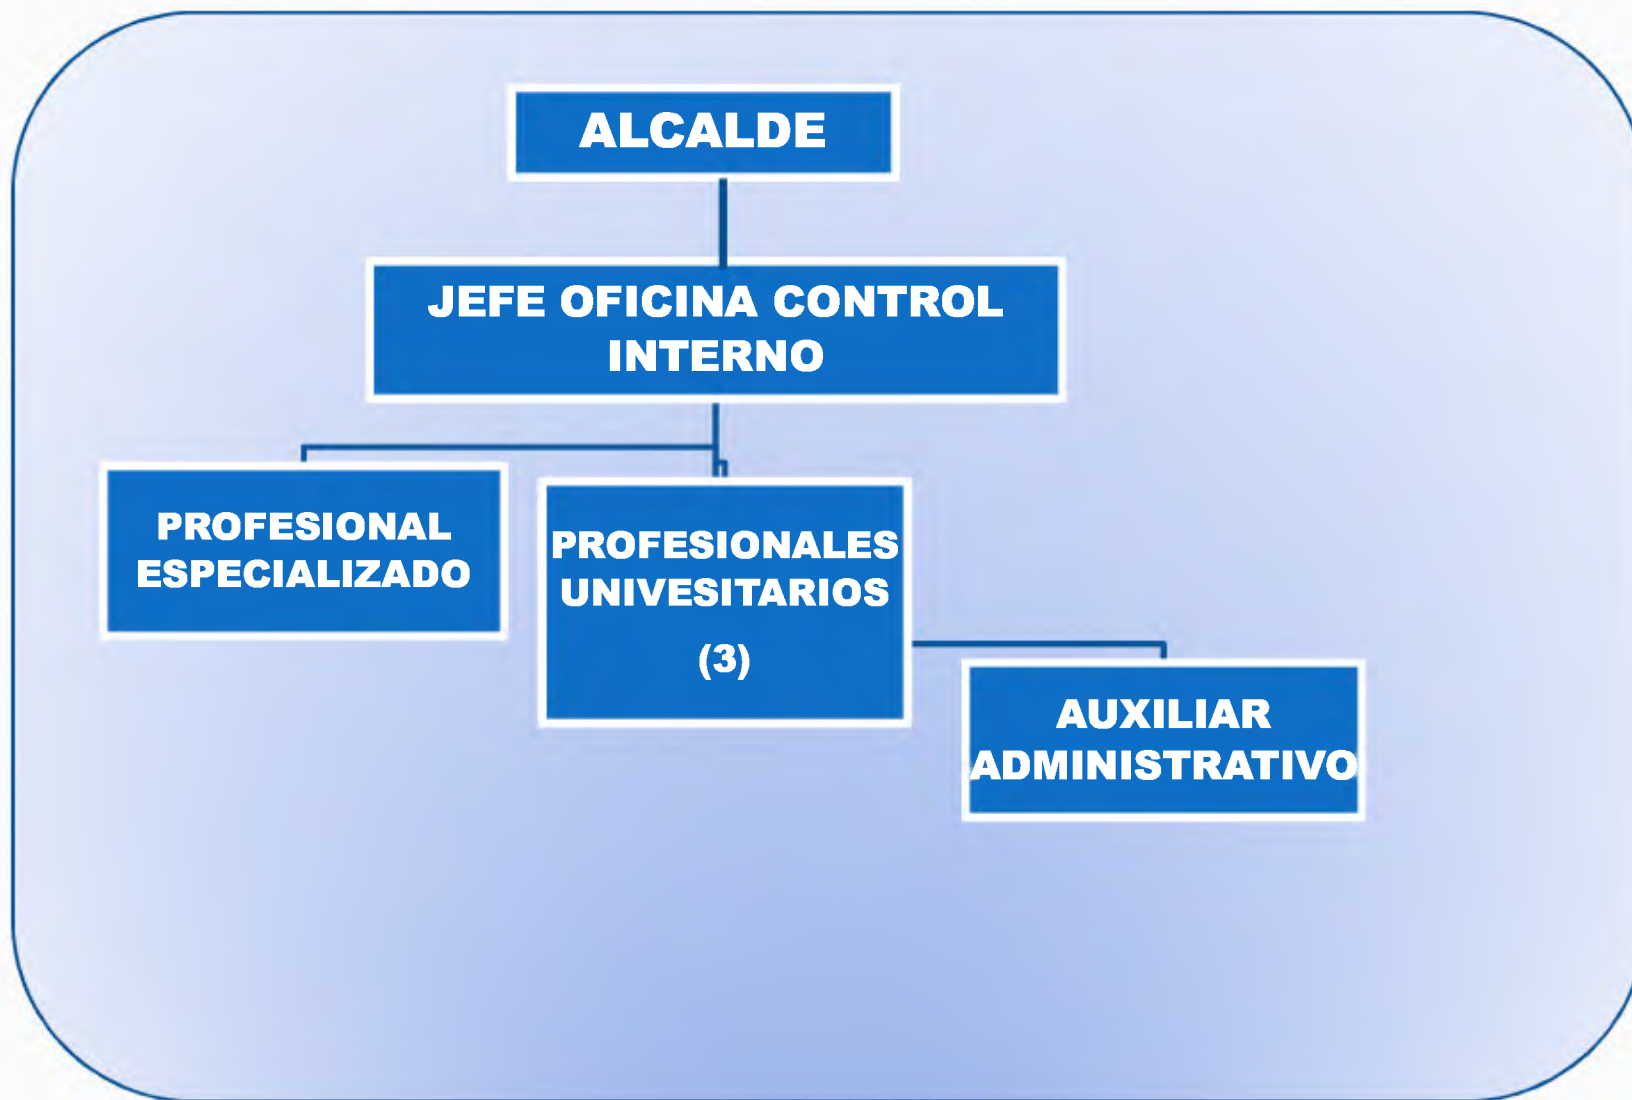 ALCALDE
JEFE OFICINA CONTROL
INTERNO
PROFESIONAL
ESPECIALIZADO
PROFESIONALES
UNIVESITARIOS
(3)
AUXILIAR
ADMINISTRATIVO